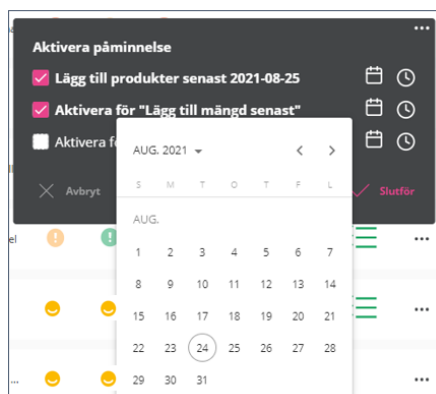 Aktivera påminnelse
Lägg till produkter senast 2021-08-25
Aktivera för "Lägg till mängd senast"
Aktivera fö
AUG. 2021
Avbryt
Slutför
S M T O T F L
AUG.
1 2 3 4 5 6 7
8 9 10 11 12 13 14
15 16 17 18 19 20 21
22 23 24 25 26 27 28
29 30 31